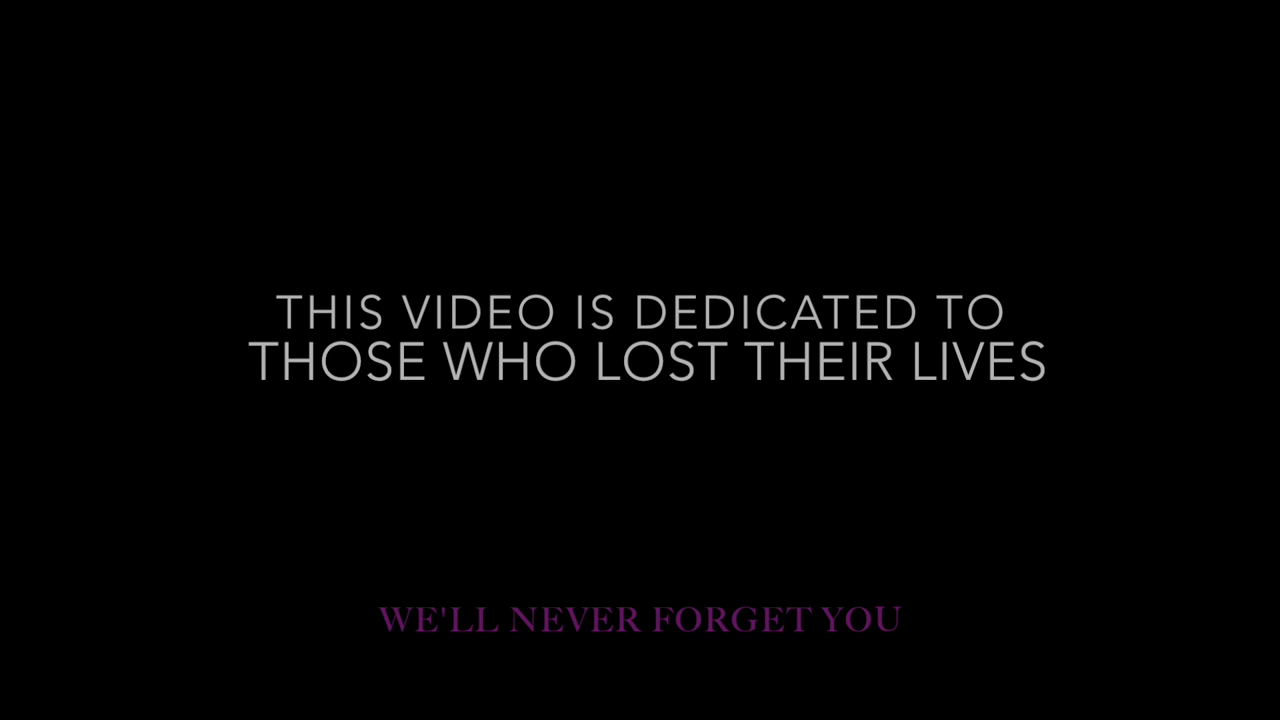 THIS VIDEO IS DEDICATED TO
THOSE WHO LOST THEIR LIVES
WE'LL NEVER FORGET YOU